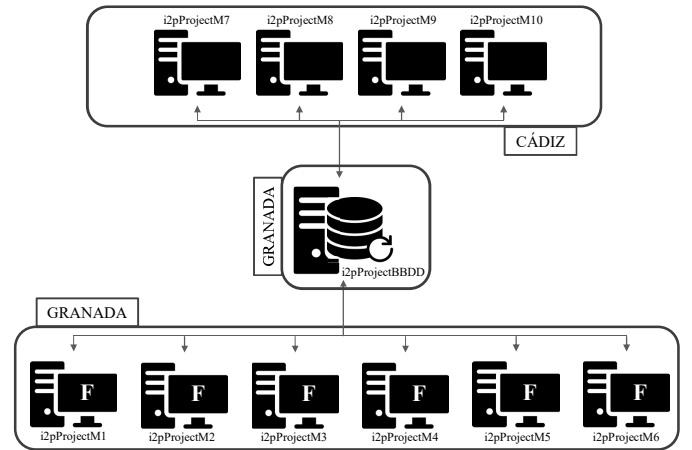 i2pProjectM7 i2pProjectM8 i2pProjectM9 i2pProjectM10
CÁDIZ
GRANADA
i2pProjectBBDD
GRANADA
F F F F F F
i2pProjectM1 i2pProjectM2 i2pProjectM3 i2pProjectM4 i2pProjectM5 i2pProjectM6